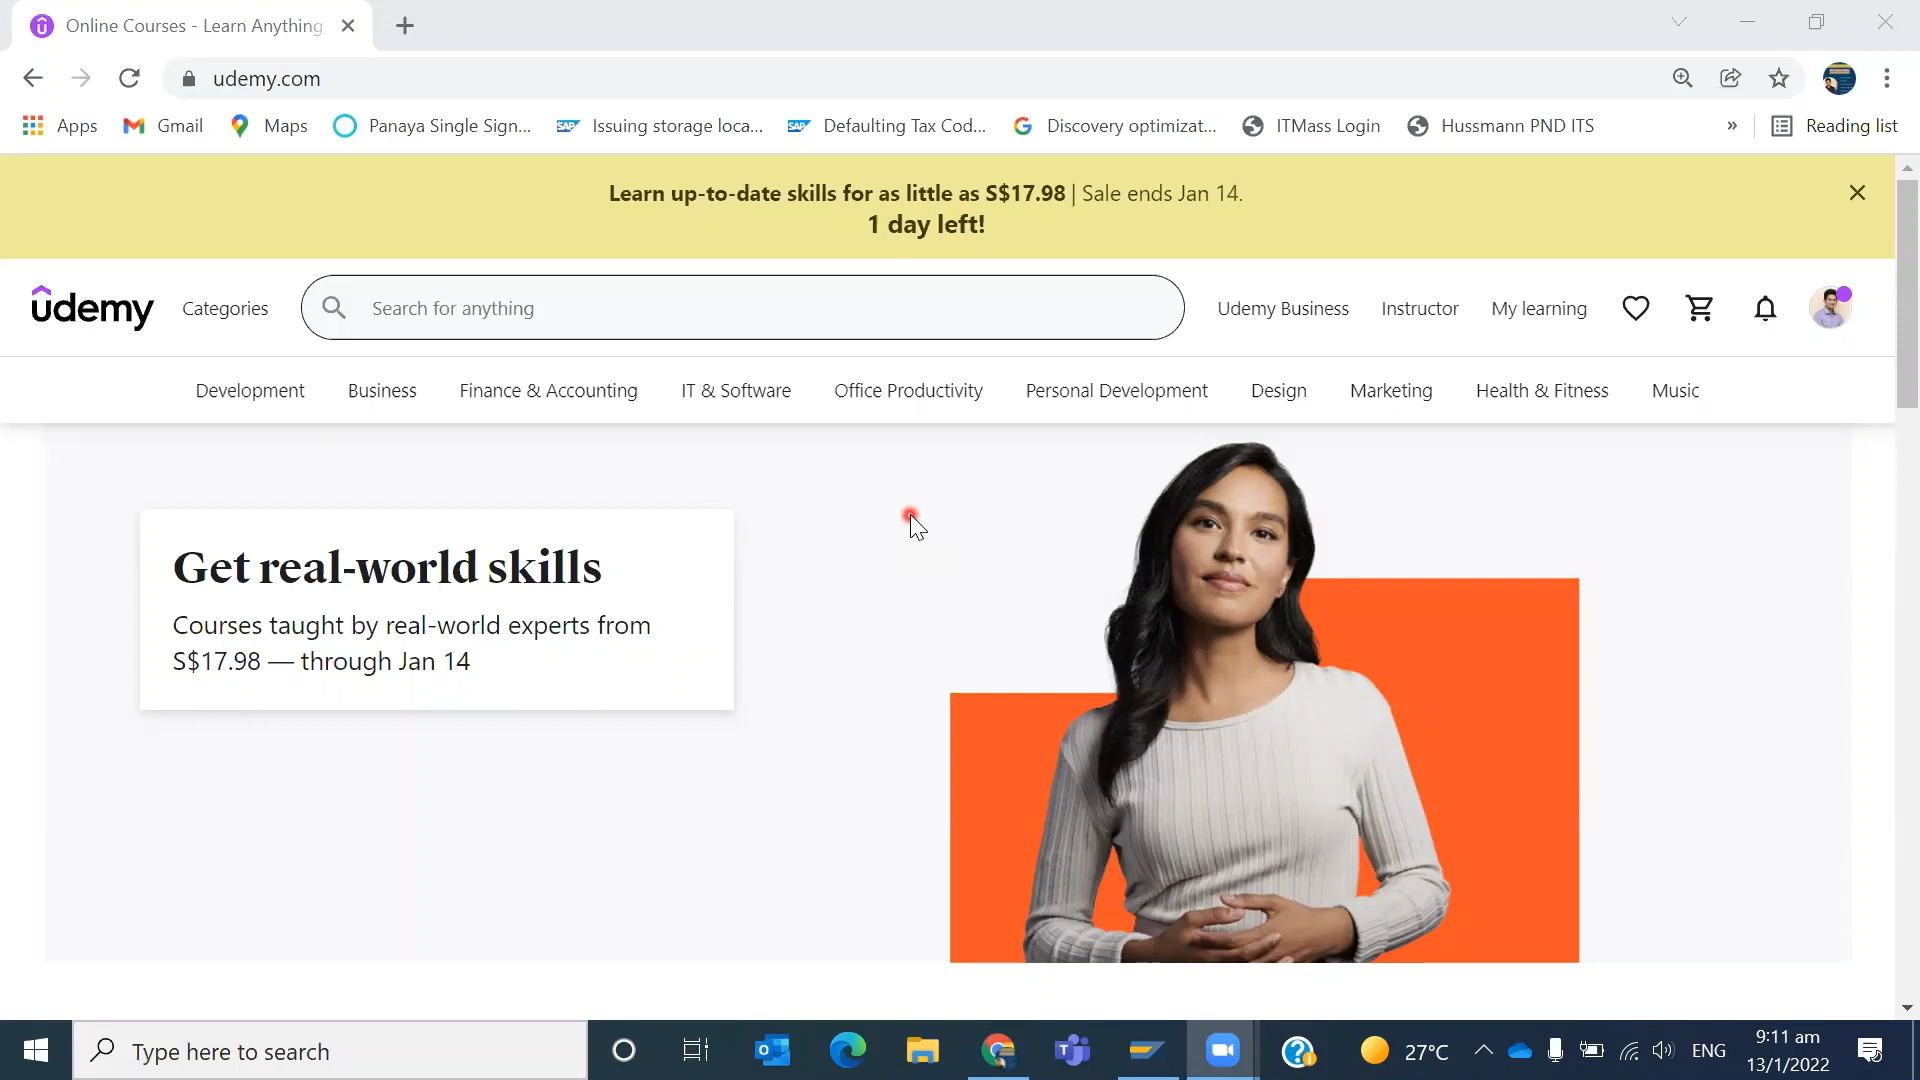 Online Courses - Learn Anything,
udemy.com
Apps
Gmail
Maps
Panaya Single Sign...
Issuing storage loca...
Defaulting Tax Cod...
Discovery optimizat...
ITMass Login
Hussmann PND ITS
»
Reading list
Learn up-to-date skills for as little as S$17.98 | Sale ends Jan 14.
1 day left!
udemy
Categories
Search for anything
Udemy Business
Instructor
My learning
Development
Business
Finance & Accounting
IT & Software
Office Productivity
Personal Development
Design
Marketing
Health & Fitness
Music
Get real-world skills
Courses taught by real-world experts from
S$17.98 — through Jan 14
Type here to search
27°C
ENG
9:11 am
13/1/2022